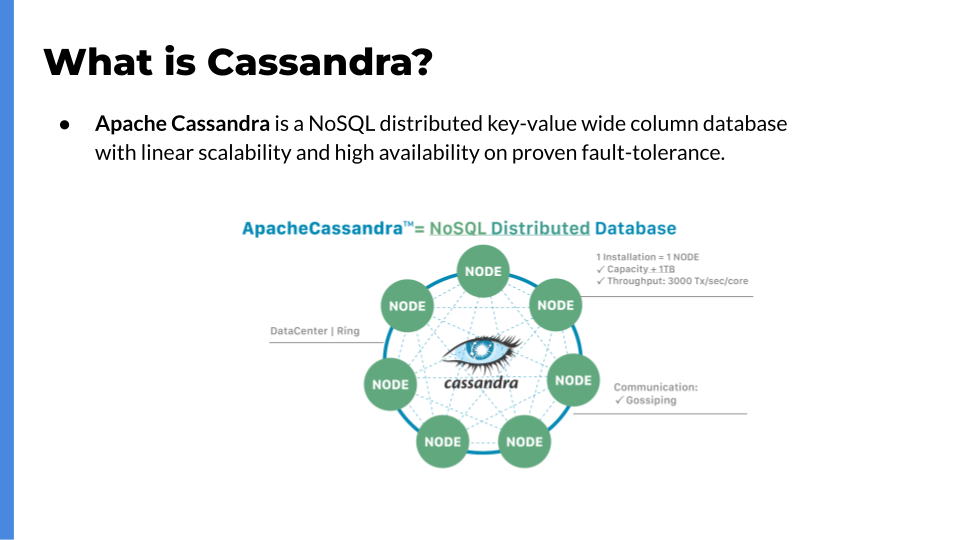 What is Cassandra?
● Apache Cassandra is a NoSQL distributed key-value wide column database
with linear scalability and high availability on proven fault-tolerance.
ApacheCassandra™= NoSQL Distributed Database
NODE
1 Installation = 1 NODE
✓ Capacity ± 1TB
✓ Throughput: 3000 Tx/sec/core
NODE
NODE
DataCenter | Ring
cassandra
NODE
NODE
Communication:
✓ Gossiping
NODE
NODE